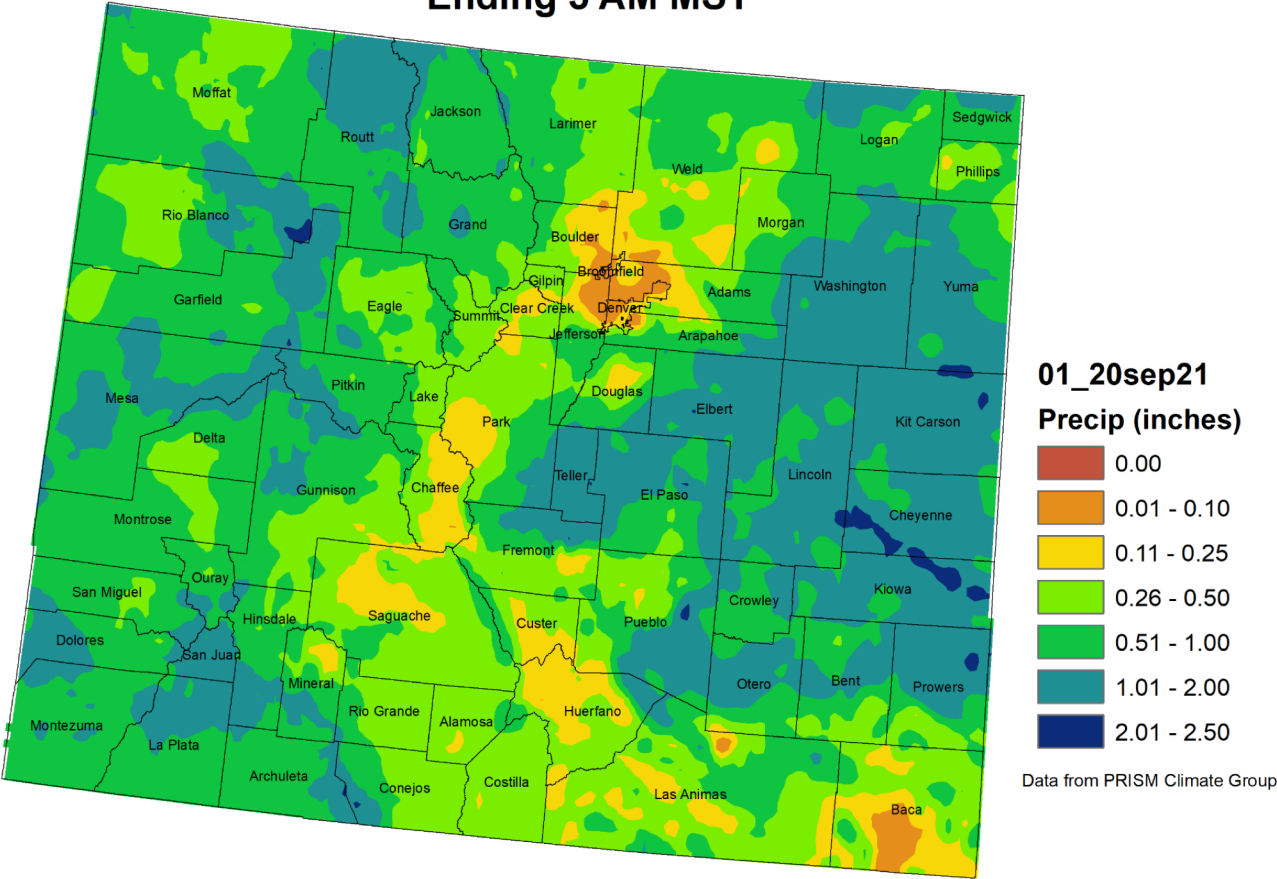 Ending 5 AM MST
Moffat
Routt
Jackson
Larimer
Weld
Logan
Sedgwick
Phillips
Rio Blanco
Grand
Boulder
Morgan
Broomfield
Gilpin
Garfield
Eagle
Summit
Clear Creek
Denver
Adams
Washington
Yuma
Jefferson
Arapahoe
Mesa
Pitkin
Lake
Park
Douglas
Elbert
Kit Carson
Delta
Gunnison
Chaffee
Teller
El Paso
Lincoln
Cheyenne
Montrose
Fremont
Ouray
San Miguel
Hinsdale
Saguache
Custer
Pueblo
Crowley
Kiowa
Dolores
San Juan
Mineral
Otero
Bent
Prowers
Montezuma
La Plata
Rio Grande
Alamosa
Huerfano
Archuleta
Conejos
Costilla
Las Animas
Baca
01_20sep21
Precip (inches)
0.00
0.01 - 0.10
0.11 - 0.25
0.26 - 0.50
0.51 - 1.00
1.01 - 2.00
2.01 - 2.50
Data from PRISM Climate Group